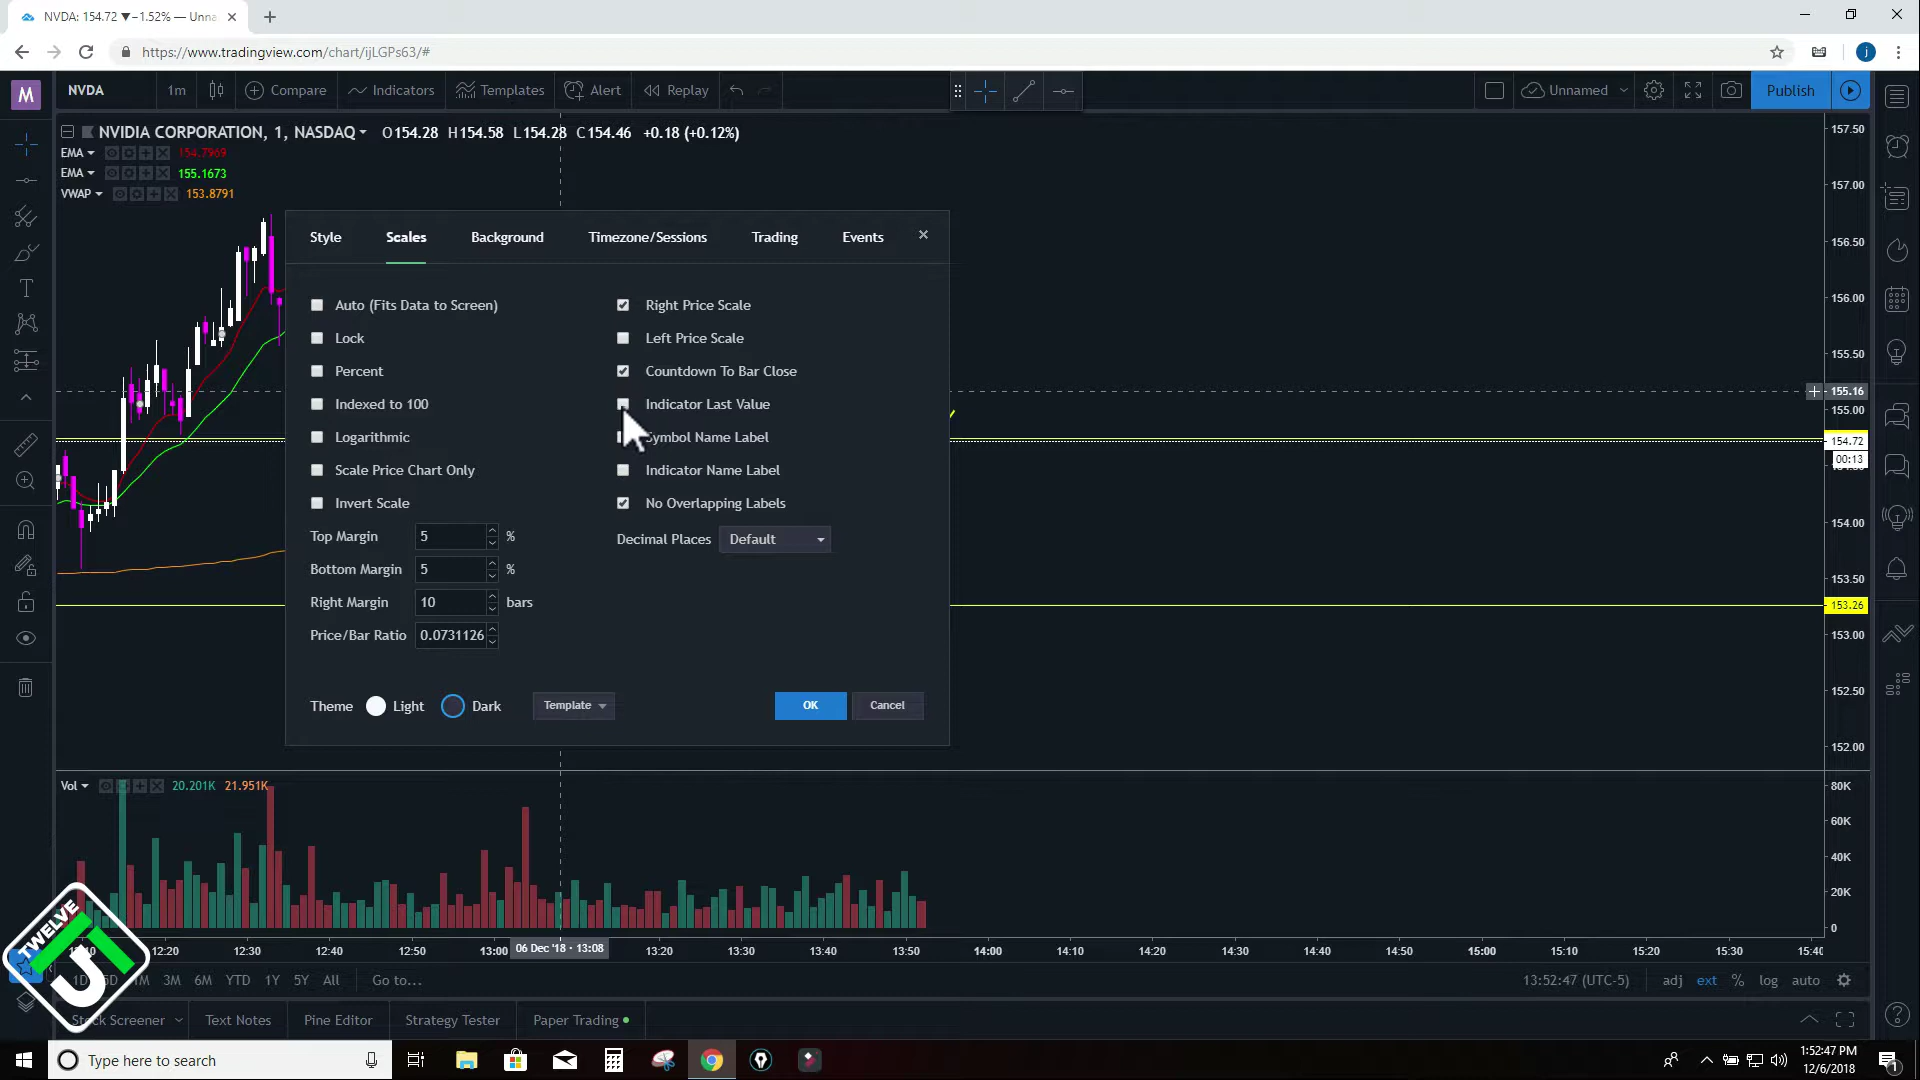 NVDA: 154.72 ▼−1.52% — Unna
https://www.tradingview.com/chart/ijLGPs63/#
j
M
NVDA 1m Compare Indicators Templates Alert Replay Unnamed Publish
NVIDIA CORPORATION, 1, NASDAQ O154.28 H154.58 L154.28 C154.46 +0.18 (+0.12%)
EMA 154.7969
EMA 155.1673
VWAP 153.8791
Style Scales Background Timezone/Sessions Trading Events
Auto (Fits Data to Screen) Right Price Scale
Lock Left Price Scale
Percent Countdown To Bar Close
Indexed to 100 Indicator Last Value
Logarithmic Symbol Name Label
Scale Price Chart Only Indicator Name Label
Invert Scale No Overlapping Labels
Top Margin 5 % Decimal Places Default
Bottom Margin 5 %
Right Margin 10 bars
Price/Bar Ratio 0.0731126
Theme Light Dark Template OK Cancel
157.50
157.00
156.50
156.00
155.50
155.16
155.00
154.72
00:13
154.00
153.50
153.26
153.00
152.50
152.00
Vol 20.201K 21.951K
80K
60K
40K
20K
0
12:20 12:30 12:40 12:50 13:00 06 Dec '18 - 13:08 13:20 13:30 13:40 13:50 14:00 14:10 14:20 14:30 14:40 14:50 15:00 15:10 15:20 15:30 15:40
TWELVE
1D 3M 6M YTD 1Y 5Y All Go to... 13:52:47 (UTC-5) adj ext % log auto
Stock Screener Text Notes Pine Editor Strategy Tester Paper Trading
Type here to search
1:52:47 PM
12/6/2018
1